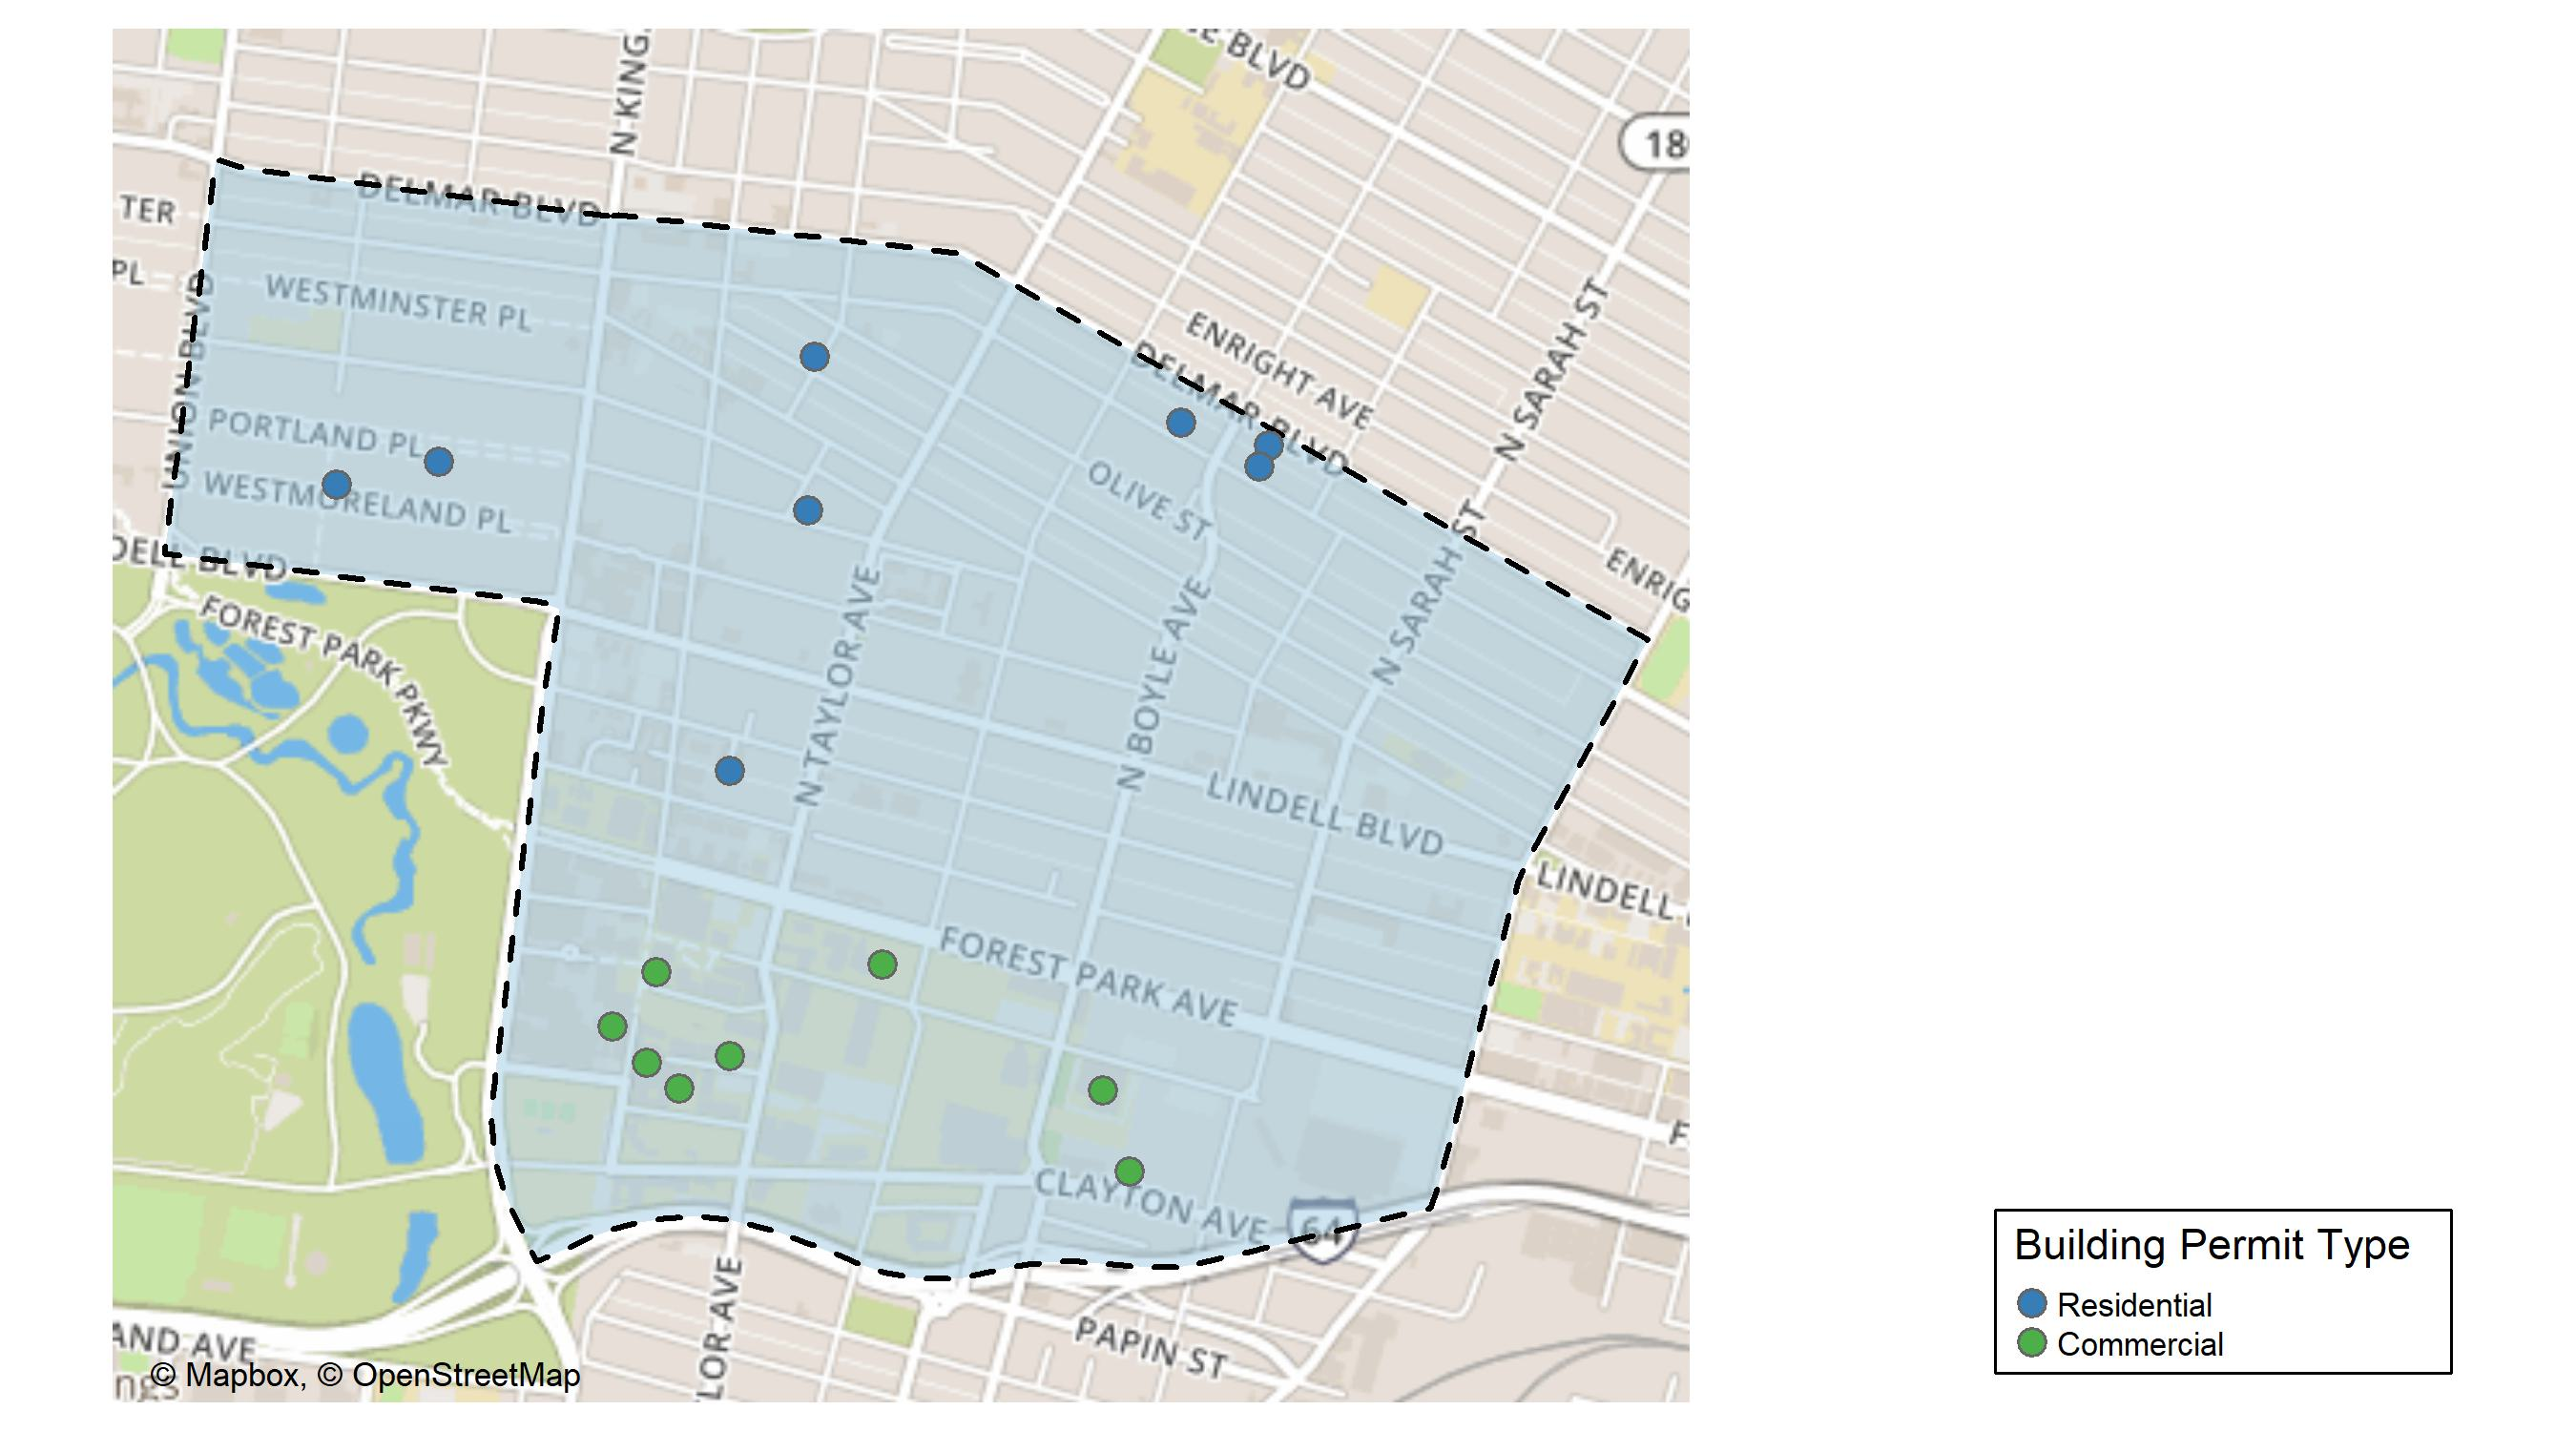 N KING
BLVD
18
TER
DELMAR BLVD
PL
WESTMINSTER PL
UNION BLVD
ENRIGHT AVE
DELMAR BLVD
N SARAH ST
PORTLAND PL
WESTMORELAND PL
OLIVE ST
ST
DELL BLVD
ENRIG
FOREST PARK PKWY
N TAYLOR AVE
N BOYLE AVE
N SARAH
LINDELL BLVD
LINDELL
FOREST PARK AVE
F
CLAYTON AVE
64
LOR AVE
PAPIN ST
AND AVE
ngs
© Mapbox, © OpenStreetMap
Building Permit Type
Residential
Commercial